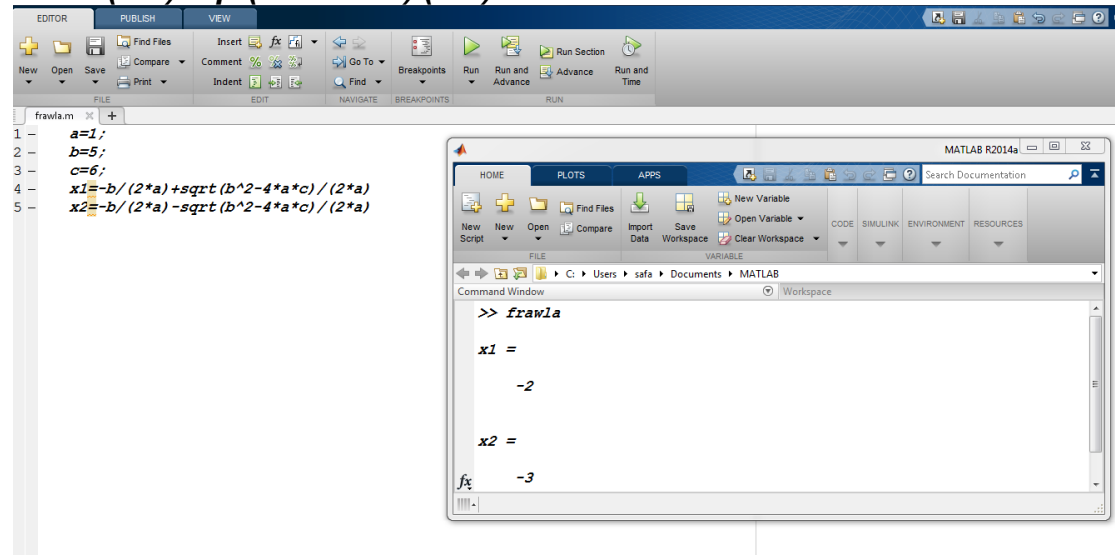 EDITOR PUBLISH VIEW
New Open Save Find Files Compare Print
Insert fx Comment % Indent
Go To Find
Breakpoints
Run Run and Advance Run Section Advance Run and Time
FILE EDIT NAVIGATE BREAKPOINTS RUN
frawla.m
1 – a=1;
2 – b=5;
3 – c=6;
4 – x1=-b/(2*a)+sqrt(b^2-4*a*c)/(2*a)
5 – x2=-b/(2*a)-sqrt(b^2-4*a*c)/(2*a)
MATLAB R2014a
HOME PLOTS APPS Search Documentation
New Script New Open Find Files Compare Import Data Save Workspace
New Variable
Open Variable
Clear Workspace
CODE SIMULINK ENVIRONMENT RESOURCES
FILE VARIABLE
C: Users safa Documents MATLAB
Command Window Workspace
>> frawla
x1 =
-2
x2 =
-3
fx